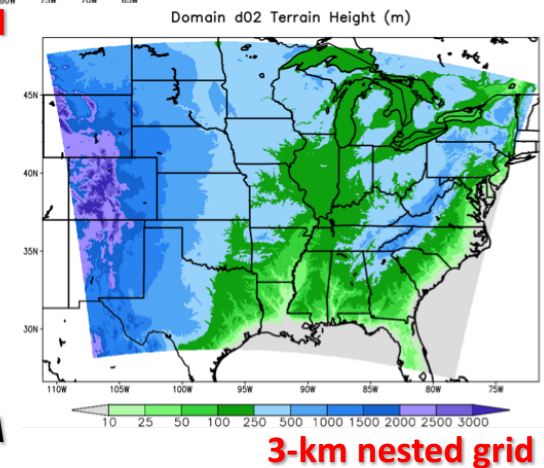 Domain d02 Terrain Height (m)
45N
40N
35N
30N
110W 105W 100W 95W 90W 85W 80W 75W
10 25 50 100 250 500 1000 1500 2000 2500 3000
3-km nested grid